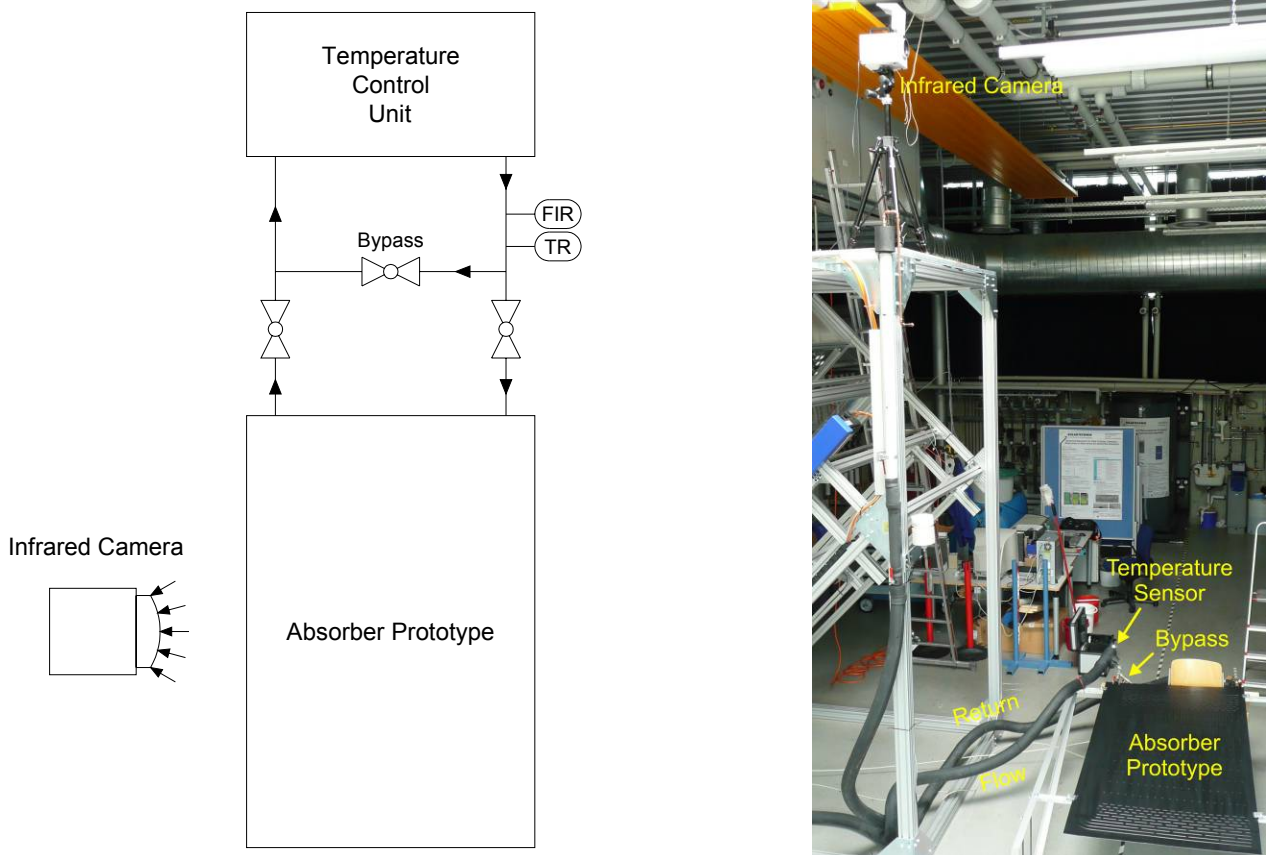 Temperature
Control
Unit
FIR
TR
Bypass
Infrared Camera
Absorber Prototype
Infrared Camera
Temperature
Sensor
Bypass
Return
Flow
Absorber
Prototype